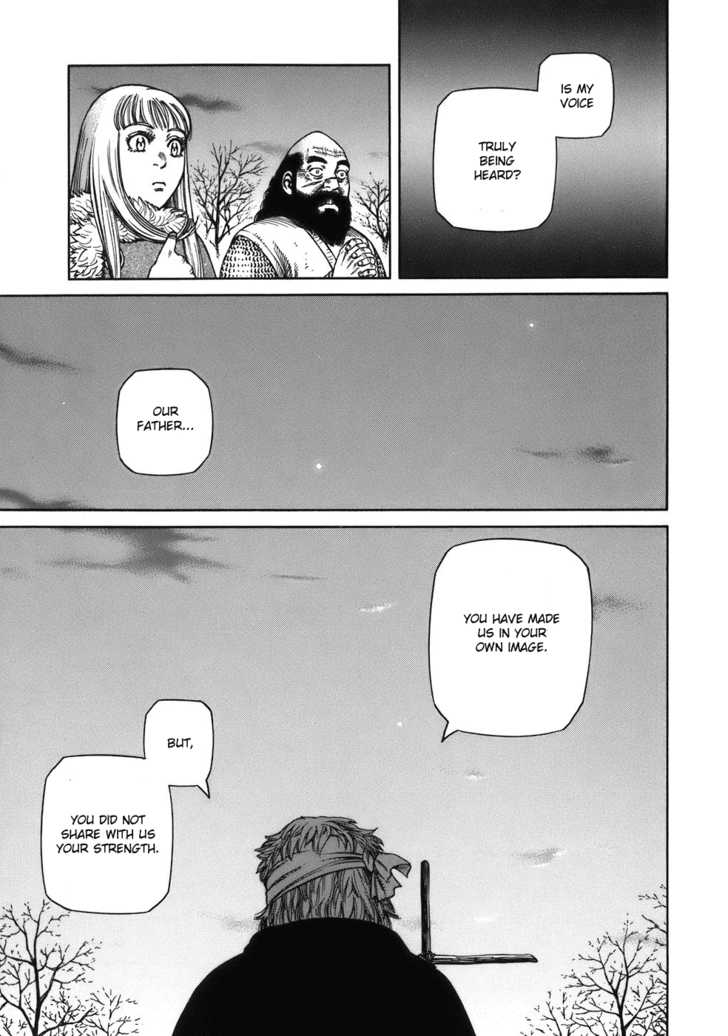 IS MY
VOICE
TRULY
BEING
HEARD?
OUR
FATHER...
YOU HAVE MADE
US IN YOUR
OWN IMAGE.
BUT,
YOU DID NOT
SHARE WITH US
YOUR STRENGTH.